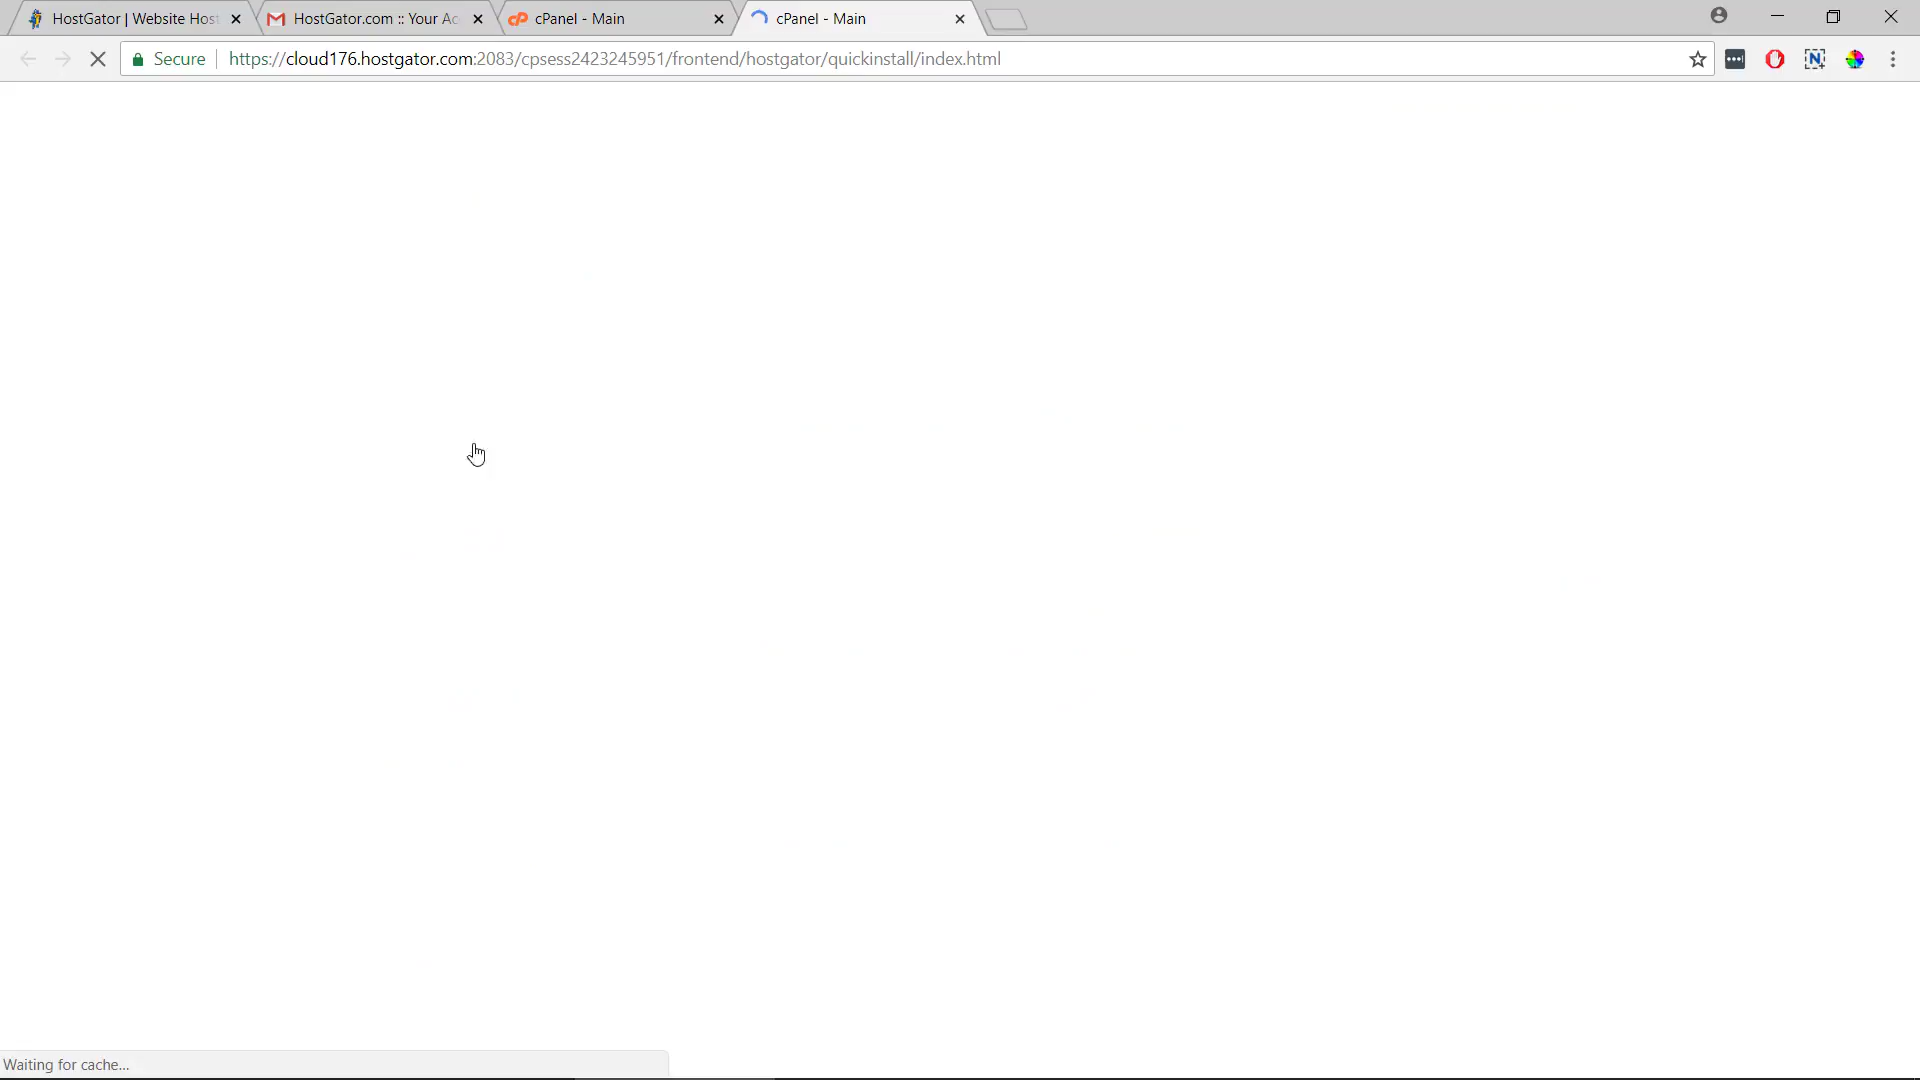 HostGator | Website Host
HostGator.com :: Your Ac
cPanel - Main
cPanel - Main
Secure
https://cloud176.hostgator.com:2083/cpsess2423245951/frontend/hostgator/quickinstall/index.html
Waiting for cache...